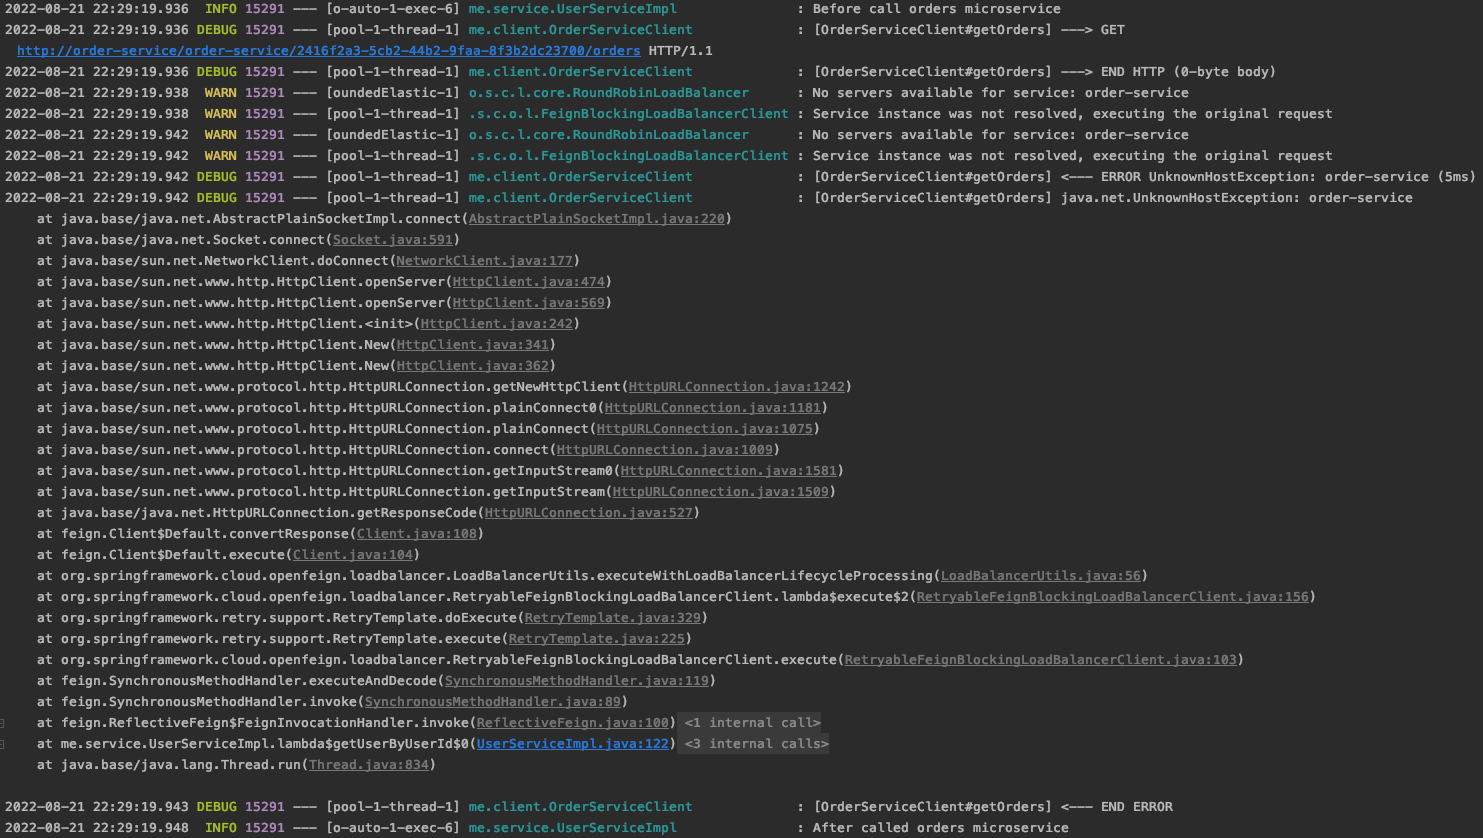 2022-08-21 22:29:19.936  INFO 15291 --- [o-auto-1-exec-6] me.service.UserServiceImpl               : Before call orders microservice
2022-08-21 22:29:19.936 DEBUG 15291 --- [pool-1-thread-1] me.client.OrderServiceClient             : [OrderServiceClient#getOrders] ---> GET
http://order-service/order-service/2416f2a3-5cb2-44b2-9faa-8f3b2dc23700/orders HTTP/1.1
2022-08-21 22:29:19.936 DEBUG 15291 --- [pool-1-thread-1] me.client.OrderServiceClient             : [OrderServiceClient#getOrders] ---> END HTTP (0-byte body)
2022-08-21 22:29:19.938  WARN 15291 --- [oundedElastic-1] o.s.c.l.core.RoundRobinLoadBalancer      : No servers available for service: order-service
2022-08-21 22:29:19.938  WARN 15291 --- [pool-1-thread-1] .s.c.o.l.FeignBlockingLoadBalancerClient : Service instance was not resolved, executing the original request
2022-08-21 22:29:19.942  WARN 15291 --- [oundedElastic-1] o.s.c.l.core.RoundRobinLoadBalancer      : No servers available for service: order-service
2022-08-21 22:29:19.942  WARN 15291 --- [pool-1-thread-1] .s.c.o.l.FeignBlockingLoadBalancerClient : Service instance was not resolved, executing the original request
2022-08-21 22:29:19.942 DEBUG 15291 --- [pool-1-thread-1] me.client.OrderServiceClient             : [OrderServiceClient#getOrders] <--- ERROR UnknownHostException: order-service (5ms)
2022-08-21 22:29:19.942 DEBUG 15291 --- [pool-1-thread-1] me.client.OrderServiceClient             : [OrderServiceClient#getOrders] java.net.UnknownHostException: order-service
at java.base/java.net.AbstractPlainSocketImpl.connect(AbstractPlainSocketImpl.java:220)
at java.base/java.net.Socket.connect(Socket.java:591)
at java.base/sun.net.NetworkClient.doConnect(NetworkClient.java:177)
at java.base/sun.net.www.http.HttpClient.openServer(HttpClient.java:474)
at java.base/sun.net.www.http.HttpClient.openServer(HttpClient.java:569)
at java.base/sun.net.www.http.HttpClient.<init>(HttpClient.java:242)
at java.base/sun.net.www.http.HttpClient.New(HttpClient.java:341)
at java.base/sun.net.www.http.HttpClient.New(HttpClient.java:362)
at java.base/sun.net.www.protocol.http.HttpURLConnection.getNewHttpClient(HttpURLConnection.java:1242)
at java.base/sun.net.www.protocol.http.HttpURLConnection.plainConnect0(HttpURLConnection.java:1181)
at java.base/sun.net.www.protocol.http.HttpURLConnection.plainConnect(HttpURLConnection.java:1075)
at java.base/sun.net.www.protocol.http.HttpURLConnection.connect(HttpURLConnection.java:1009)
at java.base/sun.net.www.protocol.http.HttpURLConnection.getInputStream0(HttpURLConnection.java:1581)
at java.base/sun.net.www.protocol.http.HttpURLConnection.getInputStream(HttpURLConnection.java:1509)
at java.base/java.net.HttpURLConnection.getResponseCode(HttpURLConnection.java:527)
at feign.Client$Default.convertResponse(Client.java:108)
at feign.Client$Default.execute(Client.java:104)
at org.springframework.cloud.openfeign.loadbalancer.LoadBalancerUtils.executeWithLoadBalancerLifecycleProcessing(LoadBalancerUtils.java:56)
at org.springframework.cloud.openfeign.loadbalancer.RetryableFeignBlockingLoadBalancerClient.lambda$execute$2(RetryableFeignBlockingLoadBalancerClient.java:156)
at org.springframework.retry.support.RetryTemplate.doExecute(RetryTemplate.java:329)
at org.springframework.retry.support.RetryTemplate.execute(RetryTemplate.java:225)
at org.springframework.cloud.openfeign.loadbalancer.RetryableFeignBlockingLoadBalancerClient.execute(RetryableFeignBlockingLoadBalancerClient.java:103)
at feign.SynchronousMethodHandler.executeAndDecode(SynchronousMethodHandler.java:119)
at feign.SynchronousMethodHandler.invoke(SynchronousMethodHandler.java:89)
at feign.ReflectiveFeign$FeignInvocationHandler.invoke(ReflectiveFeign.java:100) <1 internal call>
at me.service.UserServiceImpl.lambda$getUserByUserId$0(UserServiceImpl.java:122) <3 internal calls>
at java.base/java.lang.Thread.run(Thread.java:834)
2022-08-21 22:29:19.943 DEBUG 15291 --- [pool-1-thread-1] me.client.OrderServiceClient             : [OrderServiceClient#getOrders] <--- END ERROR
2022-08-21 22:29:19.948  INFO 15291 --- [o-auto-1-exec-6] me.service.UserServiceImpl               : After called orders microservice